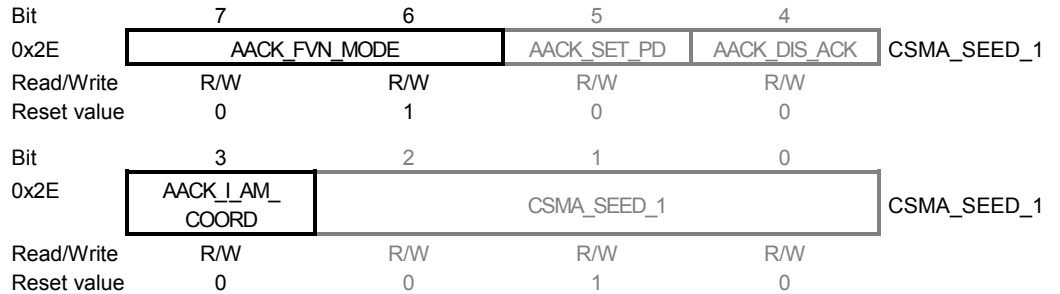 Bit 7 6 5 4
0x2E AACK_FVN_MODE AACK_SET_PD AACK_DIS_ACK CSMA_SEED_1
Read/Write R/W R/W R/W R/W
Reset value 0 1 0 0
Bit 3 2 1 0
0x2E AACK_I_AM_
COORD CSMA_SEED_1 CSMA_SEED_1
Read/Write R/W R/W R/W R/W
Reset value 0 0 1 0